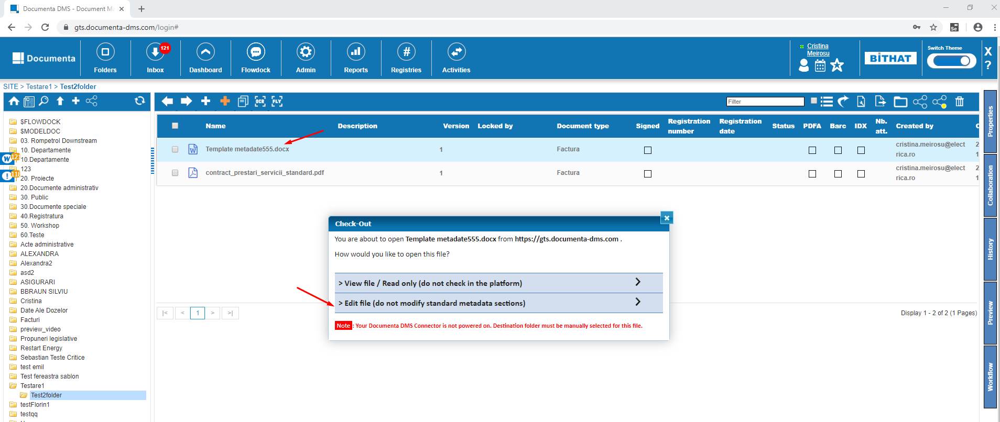 Documenta DMS - Document Ma
gts.documenta-dms.com/login#
Se
Documenta
Folders
121
Inbox
Dashboard
Flowdock
Admin
Reports
#
Registries
Activities
Cristina
Meirosu
BiTHAT
Switch Theme
X
?
SITE > Testare1 > Test2folder
OCR
FLY
Filter
Name
Description
Version
Locked by
Document type
Signed
Registration
number
Registration
date
Status
PDFA
Barc
IDX
Nb.
att.
Created by
Template metadate555.docx
1
Factura
cristina.meirosu@elect
rica.ro
2
1
contract_prestari_servicii_standard.pdf
1
Factura
cristina.meirosu@elect
rica.ro
2
1
$FLOWDOCK
$MODELDOC
03. Rompetrol Downstream
10. Departamente
W
121
10.Departamente
123
!
118
20. Proiecte
20.Documente administrativ
30. Public
30.Documente speciale
40.Registratura
50. Workshop
60.Teste
Acte administrative
ALEXANDRA
Alexandra2
asd2
ASIGURARI
BBRAUN SILVIU
Cristina
Date Ale Dozelor
Facturi
preview_video
Propuneri legislative
Restart Energy
Sebastian Teste Critice
test emil
Test fereastra sablon
Testare1
Test2folder
testFlorin1
testqq
Check-Out
You are about to open Template metadate555.docx from https://gts.documenta-dms.com .
How would you like to open this file?
> View file / Read only (do not check in the platform)
> Edit file (do not modify standard metadata sections)
Note : Your Documenta DMS Connector is not powered on. Destination folder must be manually selected for this file.
|< < 1 > >|
Display 1 - 2 of 2 (1 Pages)
Properties
Collaboration
History
Preview
Workflow